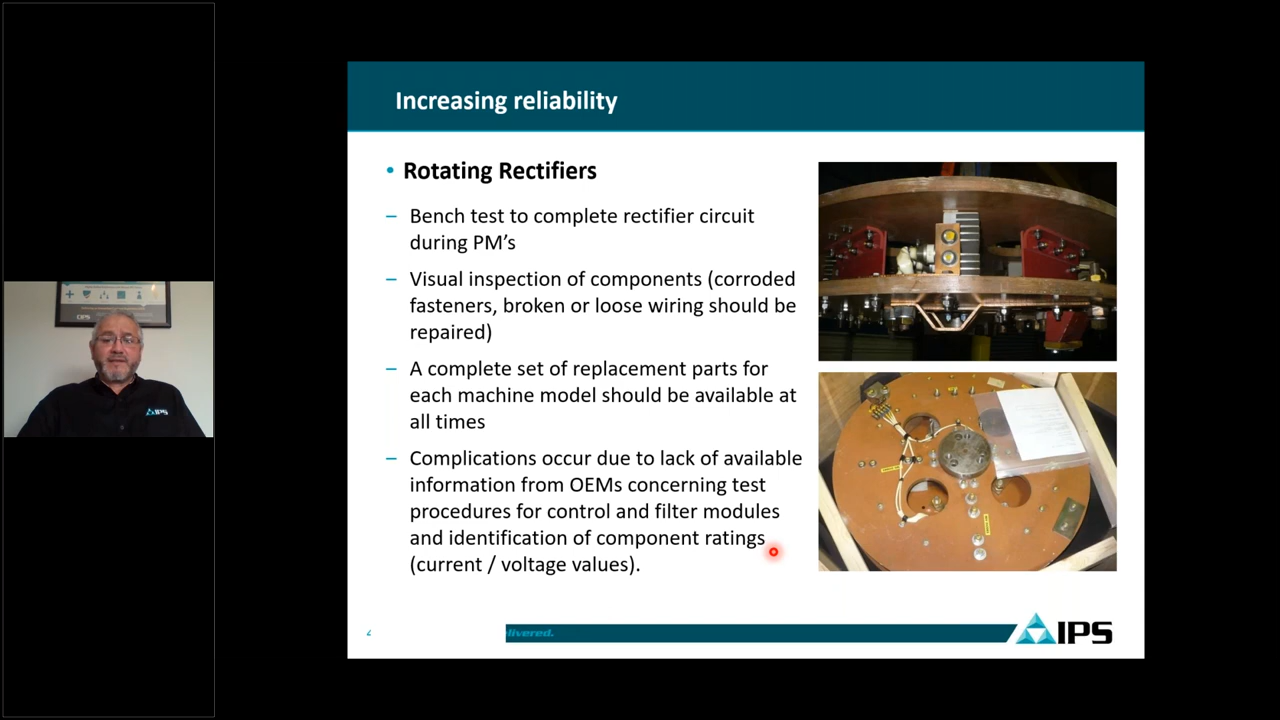 Increasing reliability
• Rotating Rectifiers
– Bench test to complete rectifier circuit
during PM’s
– Visual inspection of components (corroded
fasteners, broken or loose wiring should be
repaired)
– A complete set of replacement parts for
each machine model should be available at
all times
– Complications occur due to lack of available
information from OEMs concerning test
procedures for control and filter modules
and identification of component ratings
(current / voltage values).
livered.
IPS
IPS
IPS